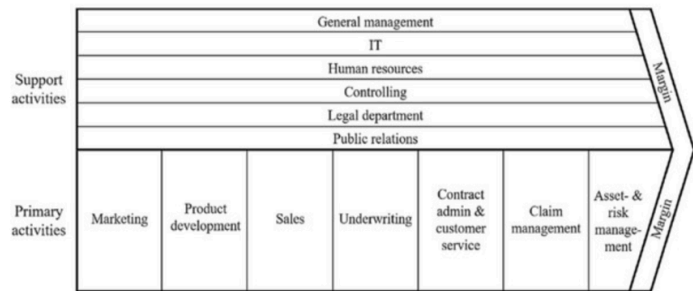 General management
IT
Human resources
Support
activities
Controlling
Legal department
Public relations
Margin
Primary
activities
Marketing
Product
development
Sales
Underwriting
Contract
admin &
customer
service
Claim
management
Asset- &
risk
manage-
ment
Margin